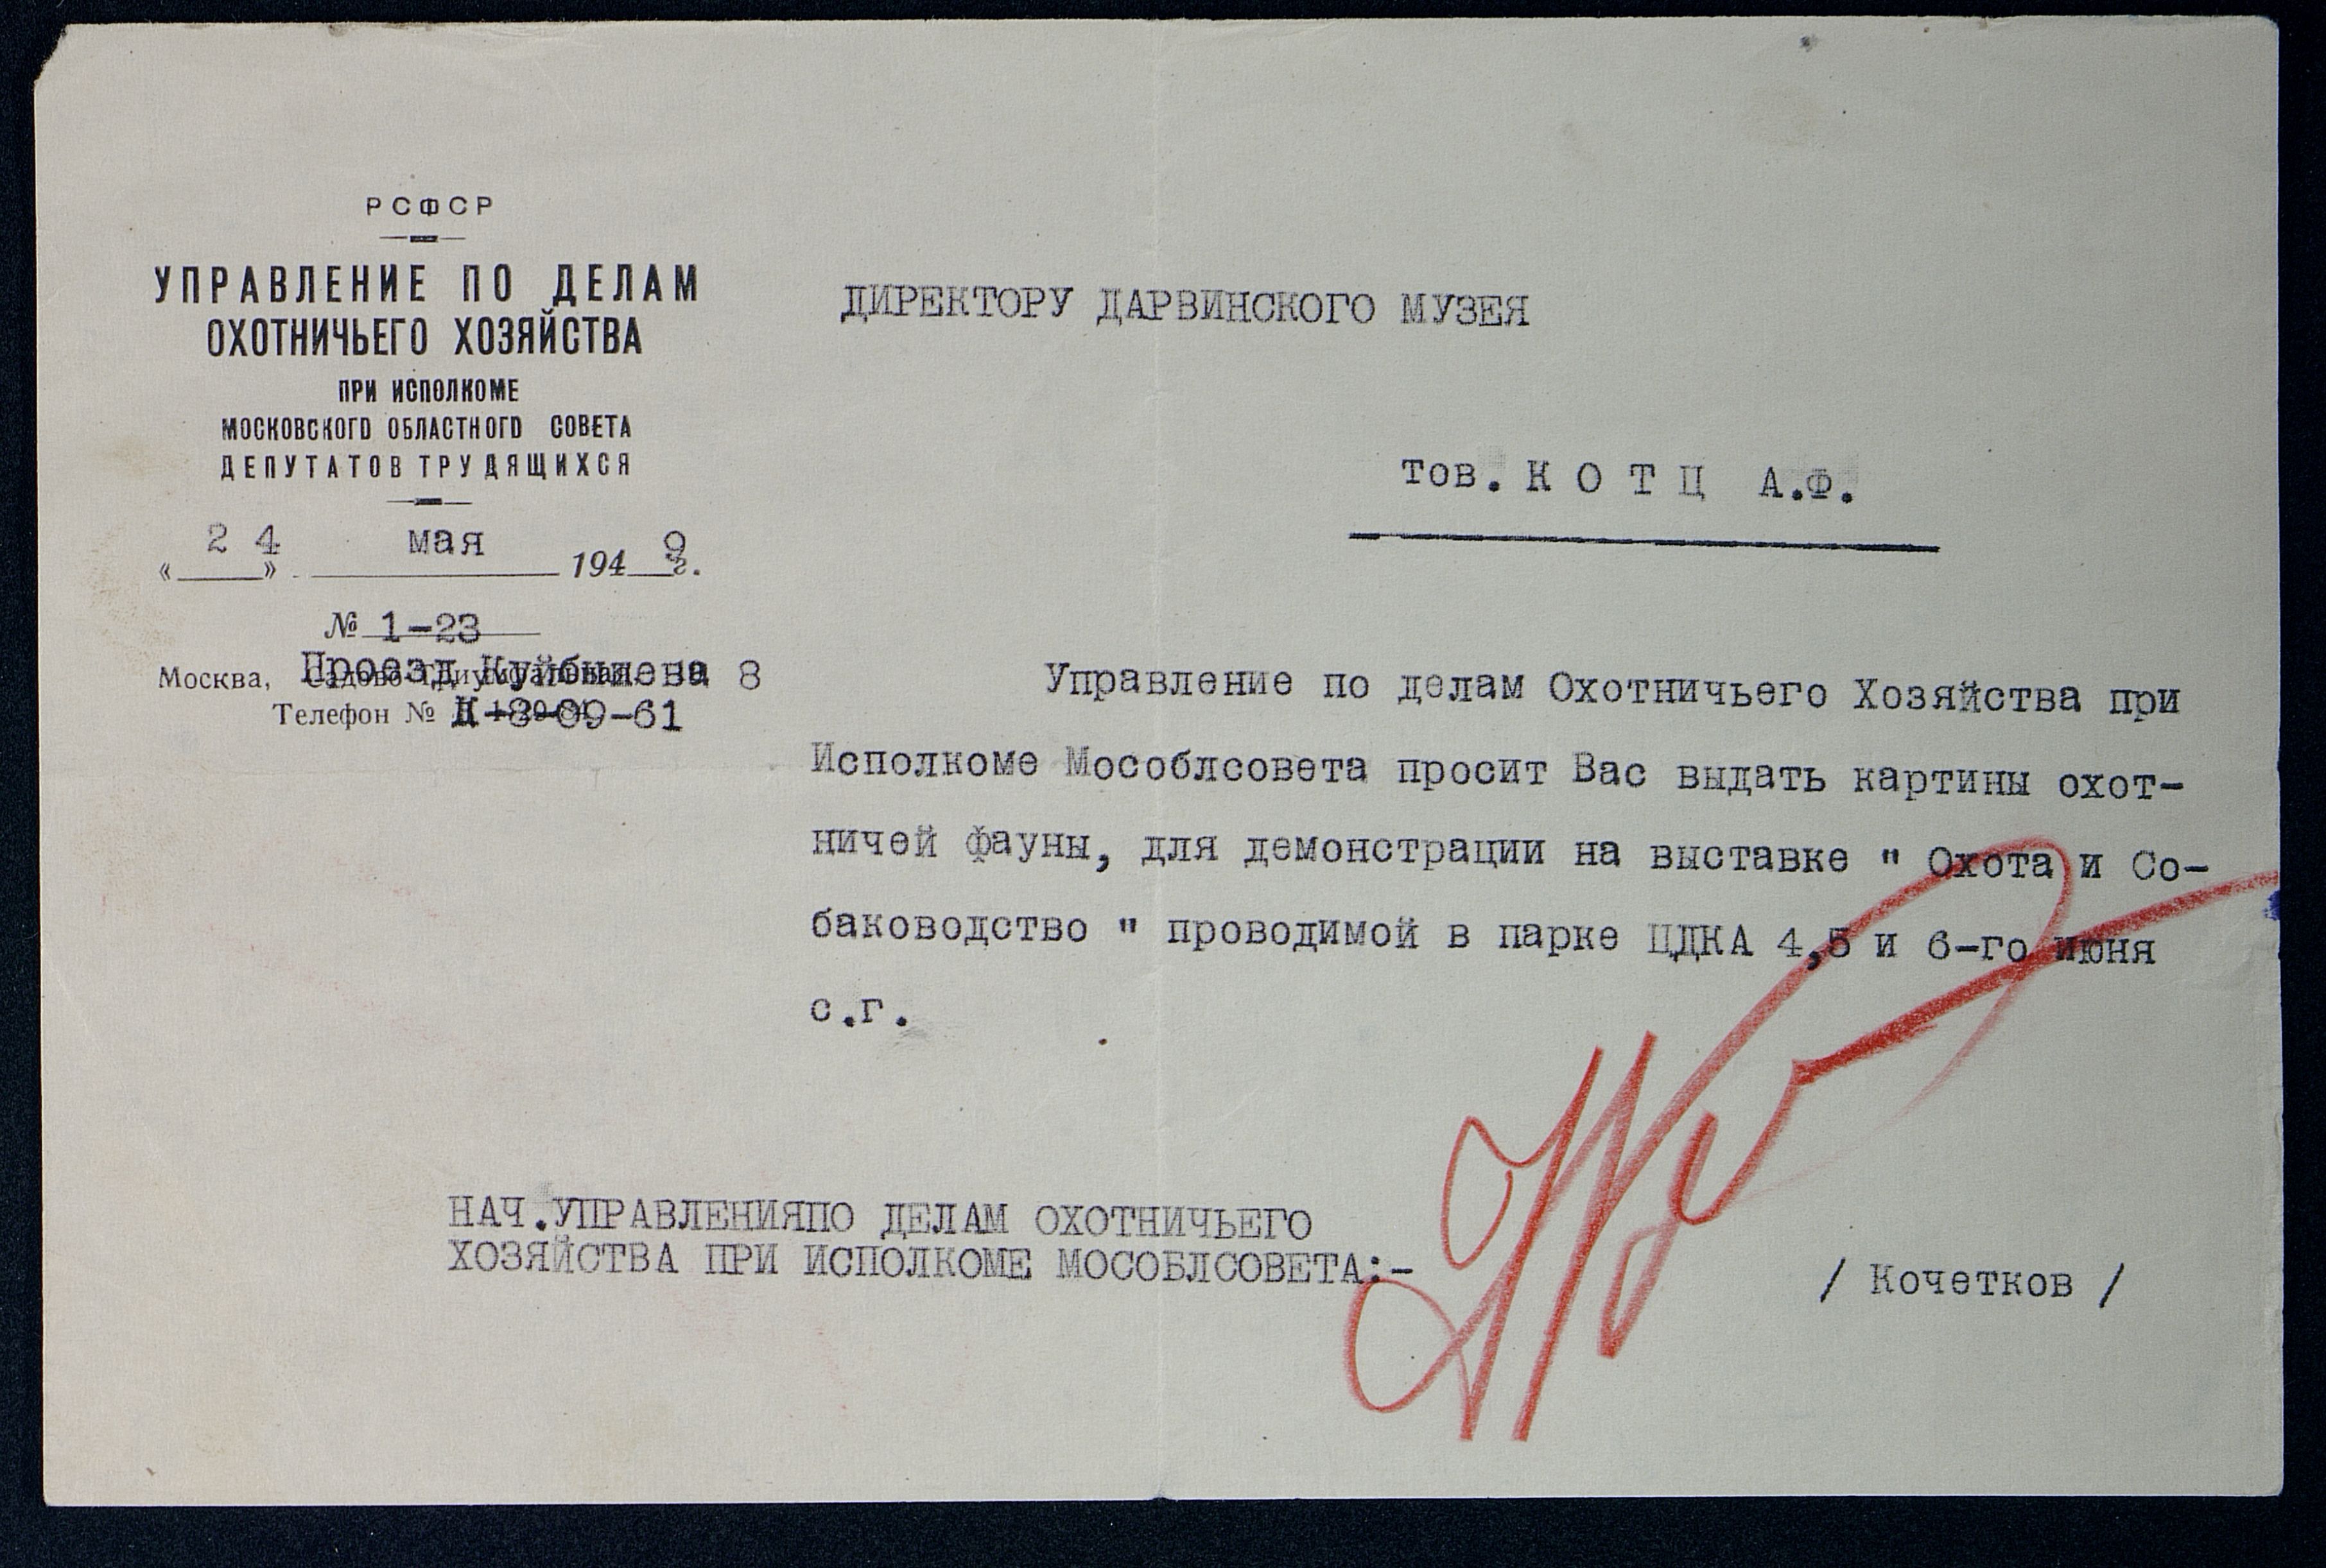 РСФСР
УПРАВЛЕНИЕ ПО ДЕЛАМ
ОХОТНИЧЬЕГО ХОЗЯЙСТВА
ПРИ ИСПОЛКОМЕ
МОСКОВСКОГО ОБЛАСТНОГО СОВЕТА
ДЕПУТАТОВ ТРУДЯЩИХСЯ
«24» мая 1949г.
№ 1-23
Москва, Проезд Куйбышева 8
Телефон № К-8-09-61
ДИРЕКТОРУ ДАРВИНСКОГО МУЗЕЯ
тов. К О Т Ц А.Ф.
Управление по делам Охотничьего Хозяйства при
Исполкоме Мособлсовета просит Вас выдать картины охот-
ничей фауны, для демонстрации на выставке " Охота и Со-
баководство " проводимой в парке ЦДКА 4,5 и 6-го июня
с.г.
НАЧ.УПРАВЛЕНИЯПО ДЕЛАМ ОХОТНИЧЬЕГО
ХОЗЯЙСТВА ПРИ ИСПОЛКОМЕ МОСОБЛСОВЕТА:-
/ Кочетков /